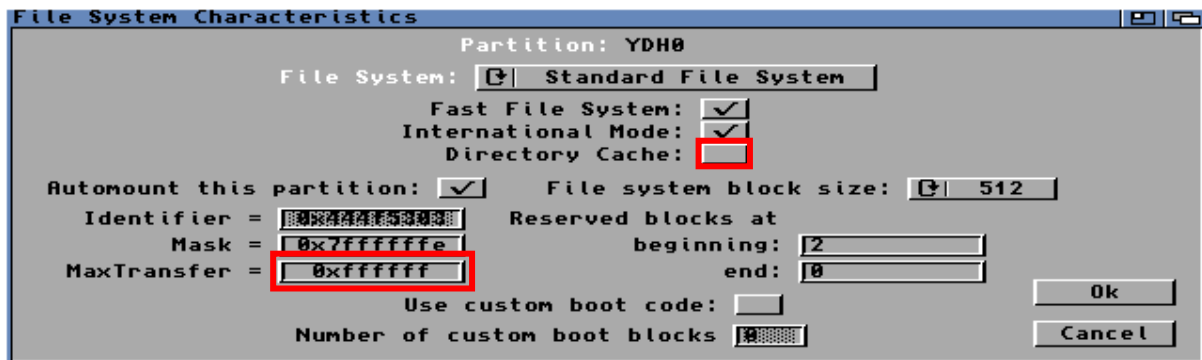 File System Characteristics
Partition: YDH0
File System: Standard File System
Fast File System:
International Mode:
Directory Cache:
Automount this partition: File system block size: 512
Identifier = 0x444f5303 Reserved blocks at
Mask = 0x7ffffffe beginning: 2
MaxTransfer = 0xffffff end: 0
Use custom boot code:
Ok
Number of custom boot blocks 0
Cancel